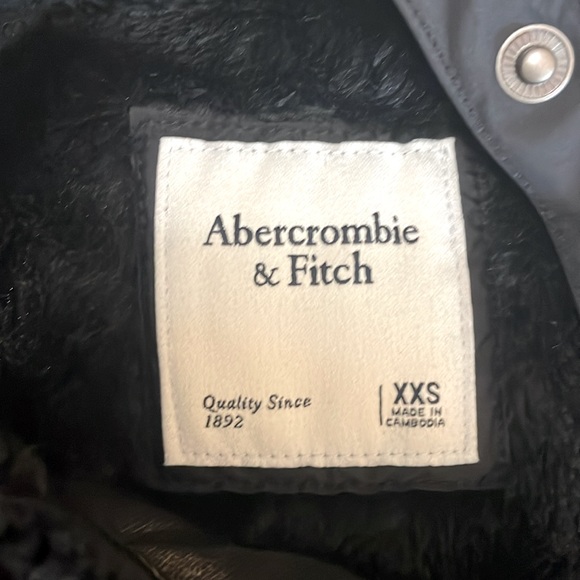 Abercrombie
& Fitch
Quality Since
1892
XXS
MADE IN
CAMBODIA